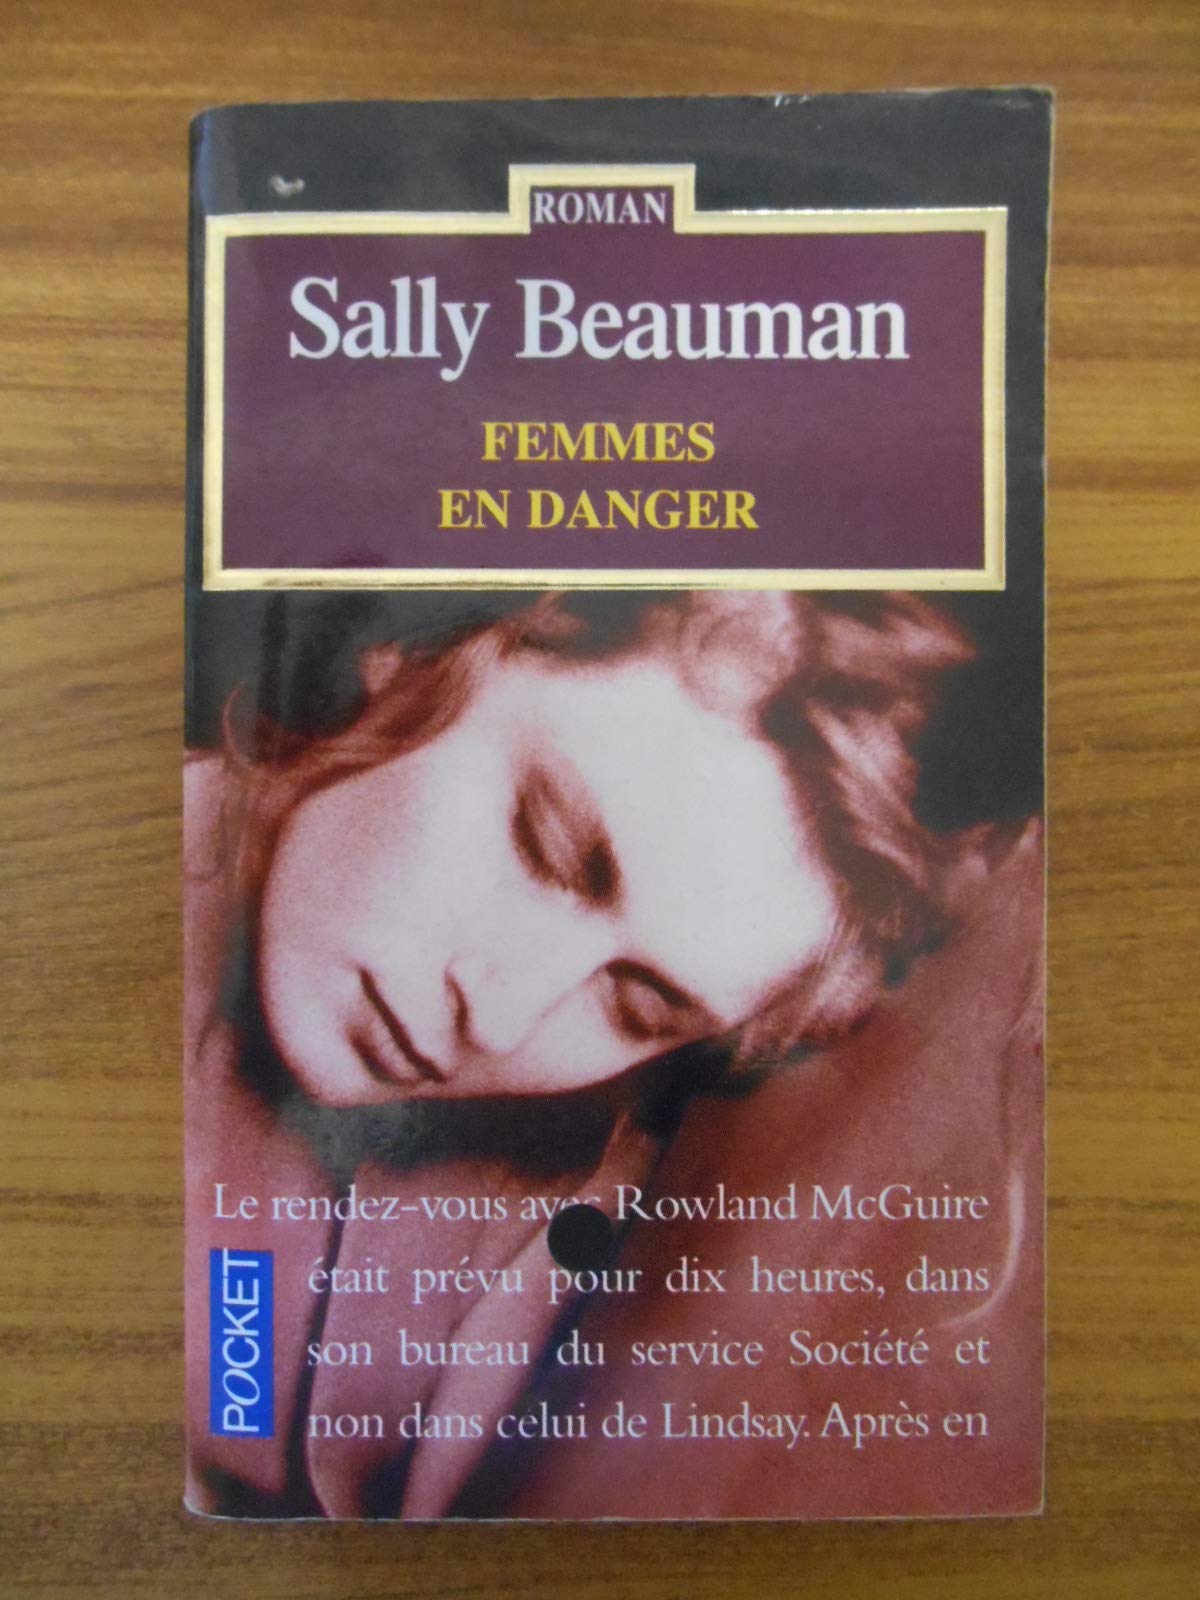 ROMAN
Sally Beauman
FEMMES
EN DANGER
Le rendez-vous avec Rowland McGuire
était prévu pour dix heures, dans
son bureau du service Société et
non dans celui de Lindsay. Après en
POCKET